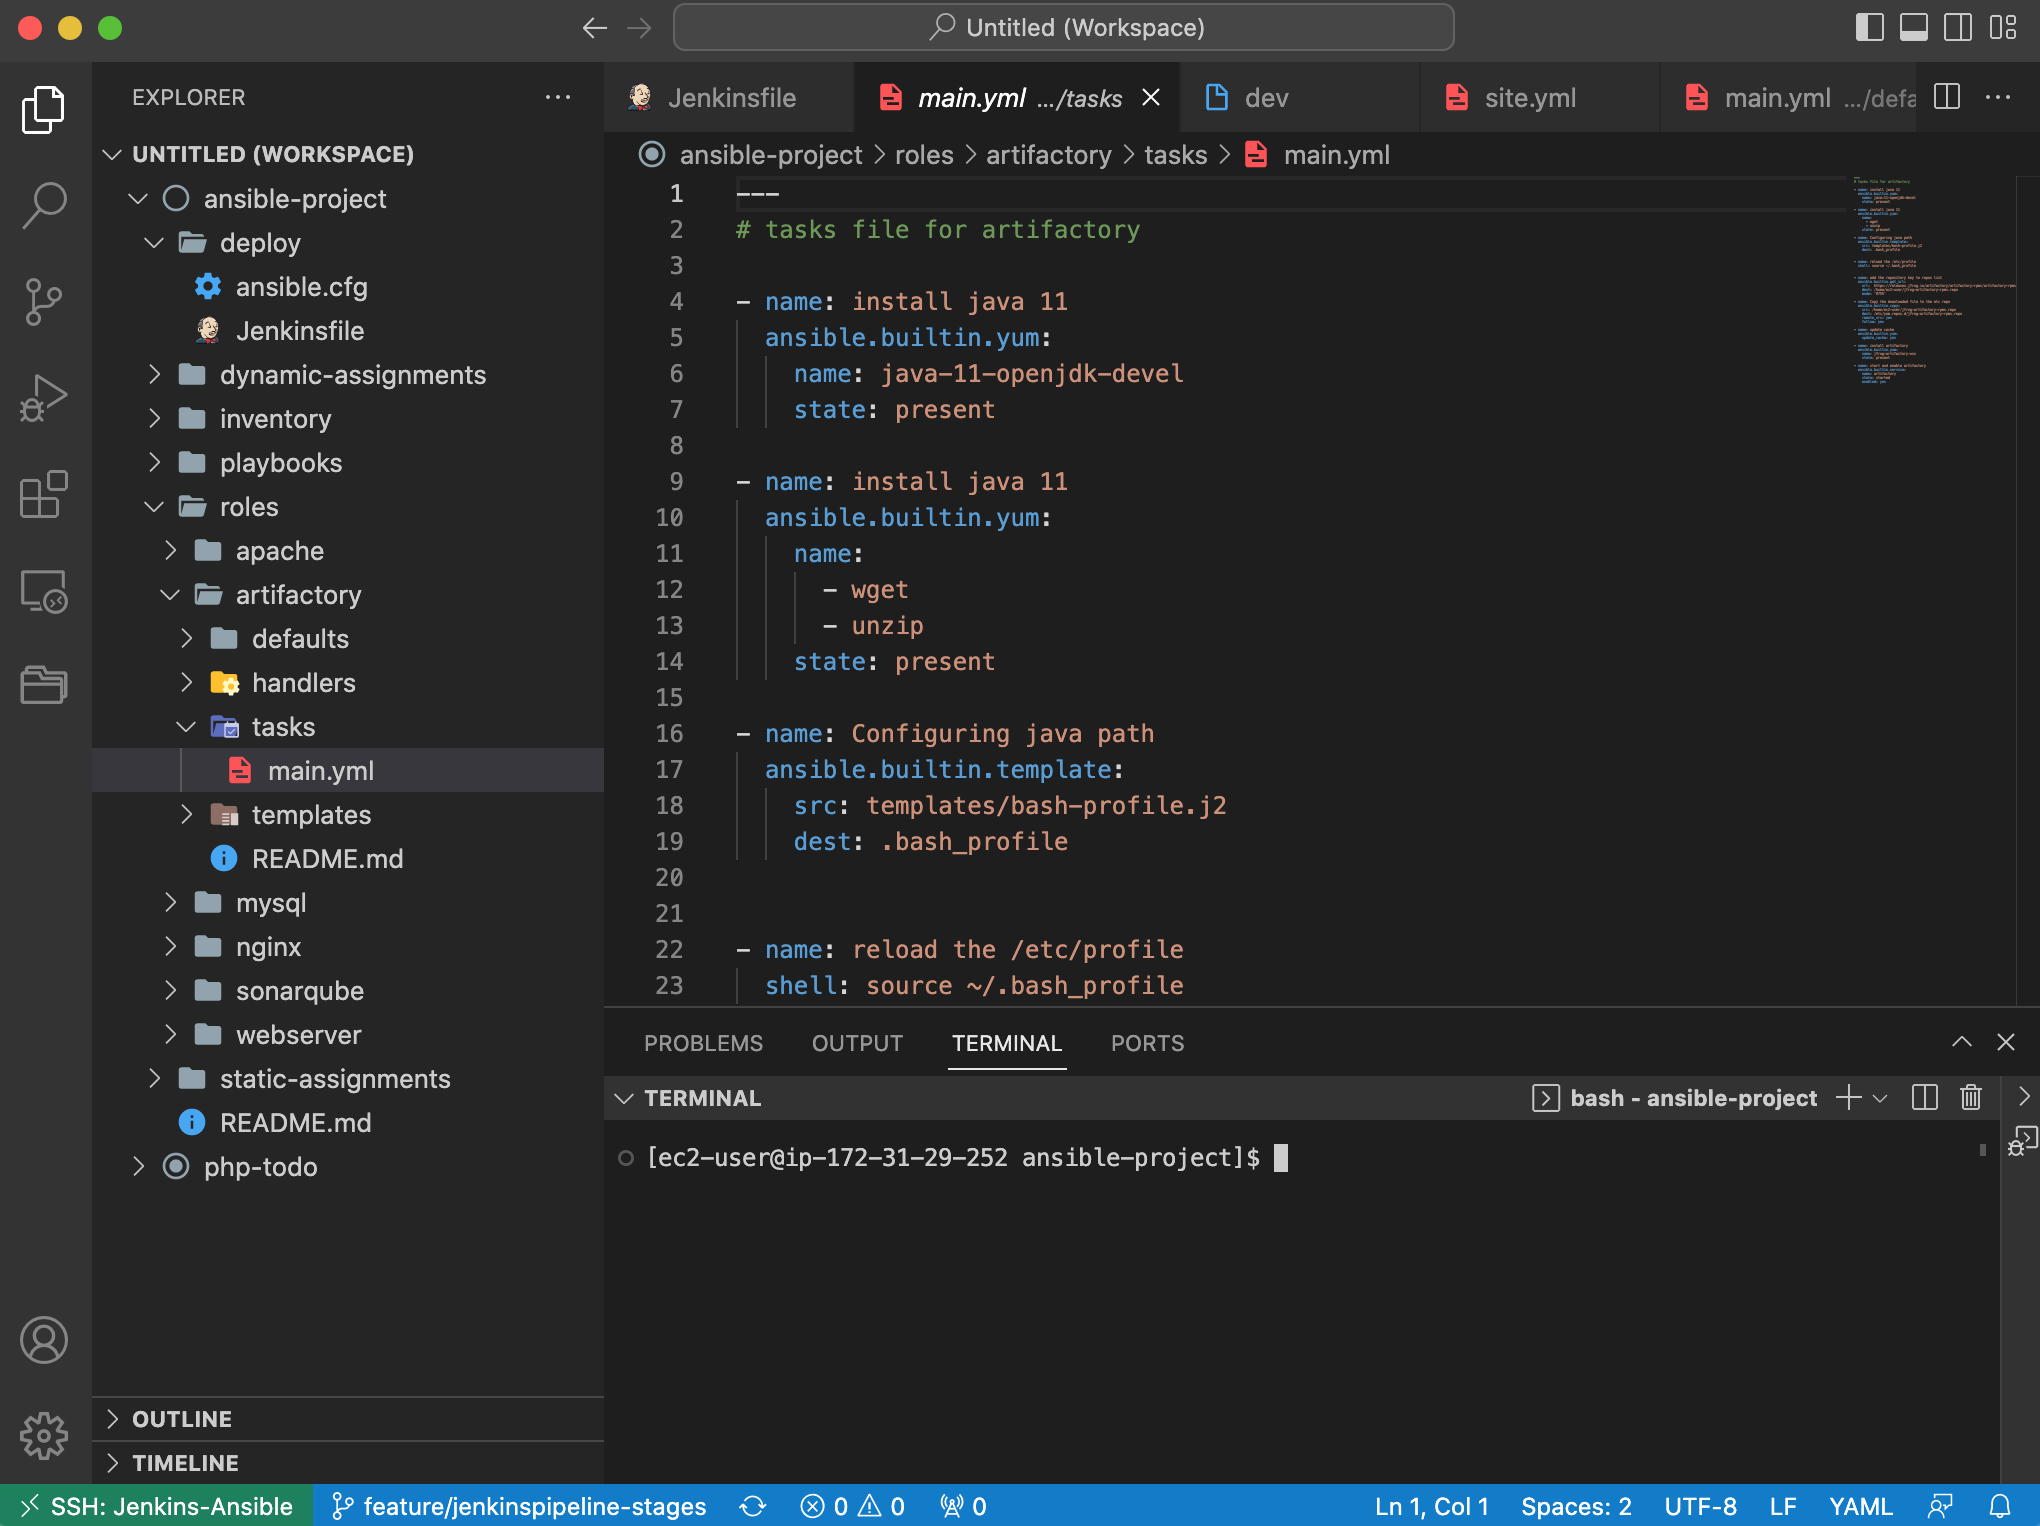 Untitled (Workspace)
EXPLORER
UNTITLED (WORKSPACE)
ansible-project
deploy
ansible.cfg
Jenkinsfile
dynamic-assignments
inventory
playbooks
roles
apache
artifactory
defaults
handlers
tasks
main.yml
templates
README.md
mysql
nginx
sonarqube
webserver
static-assignments
README.md
php-todo
OUTLINE
TIMELINE
Jenkinsfile
main.yml .../tasks
dev
site.yml
main.yml .../defa
ansible-project > roles > artifactory > tasks > main.yml
1 ---
2 # tasks file for artifactory
3
4 - name: install java 11
5 ansible.builtin.yum:
6 name: java-11-openjdk-devel
7 state: present
8
9 - name: install java 11
10 ansible.builtin.yum:
11 name:
12 - wget
13 - unzip
14 state: present
15
16 - name: Configuring java path
17 ansible.builtin.template:
18 src: templates/bash-profile.j2
19 dest: .bash_profile
20
21
22 - name: reload the /etc/profile
23 shell: source ~/.bash_profile
PROBLEMS OUTPUT TERMINAL PORTS
TERMINAL
bash - ansible-project
[ec2-user@ip-172-31-29-252 ansible-project]$
SSH: Jenkins-Ansible feature/jenkinspipeline-stages 0 0 0 Ln 1, Col 1 Spaces: 2 UTF-8 LF YAML